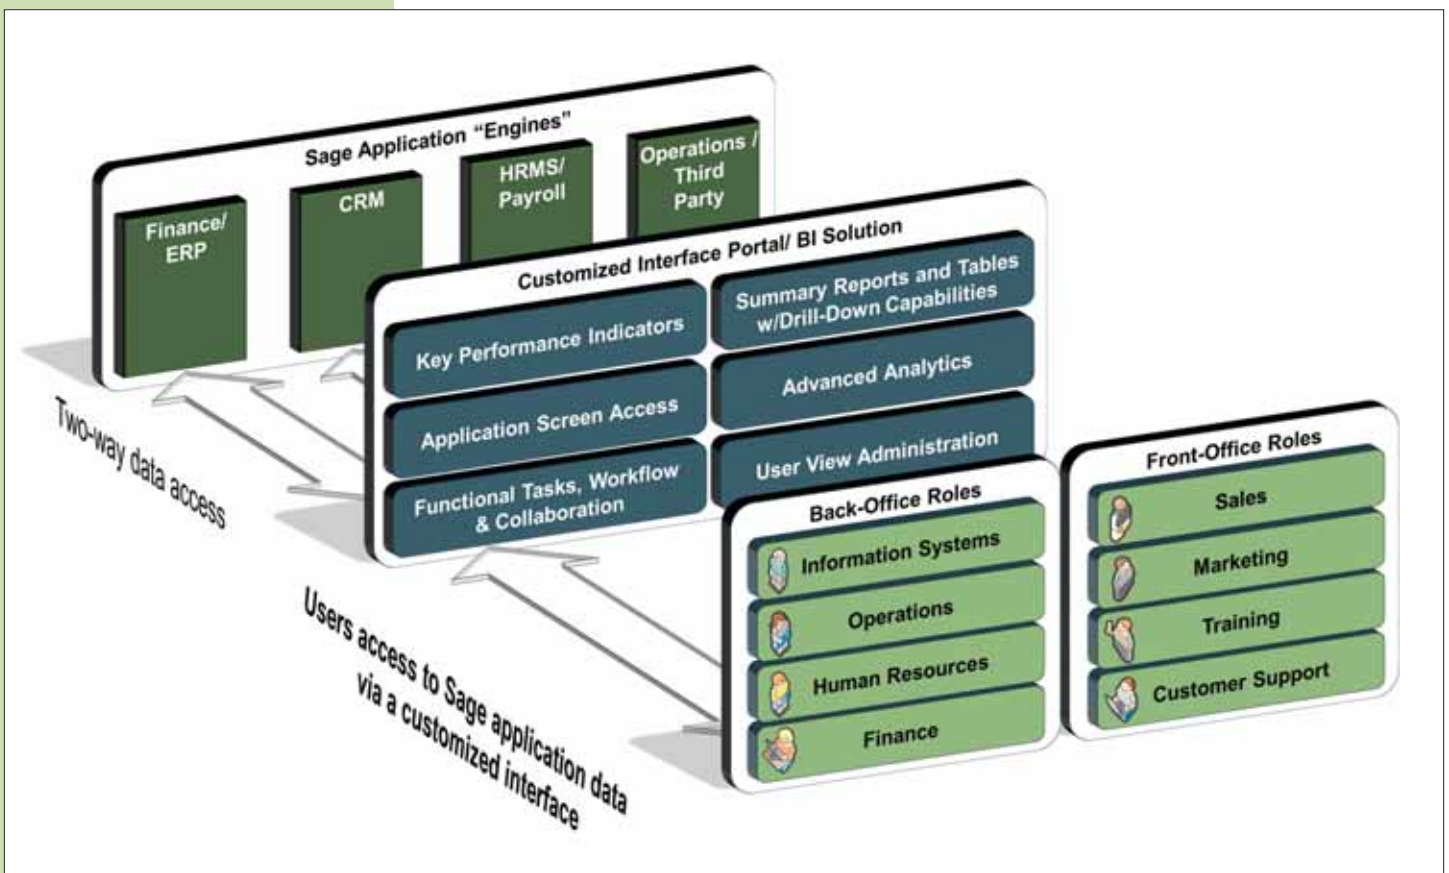 Sage Application “Engines”
Finance/
ERP
CRM
HRMS/
Payroll
Operations /
Third
Party
Two-way data access
Customized Interface Portal/ BI Solution
Key Performance Indicators
Application Screen Access
Functional Tasks, Workflow
& Collaboration
Summary Reports and Tables
w/Drill-Down Capabilities
Advanced Analytics
User View Administration
Users access to Sage application data
via a customized interface
Back-Office Roles
Information Systems
Operations
Human Resources
Finance
Front-Office Roles
Sales
Marketing
Training
Customer Support